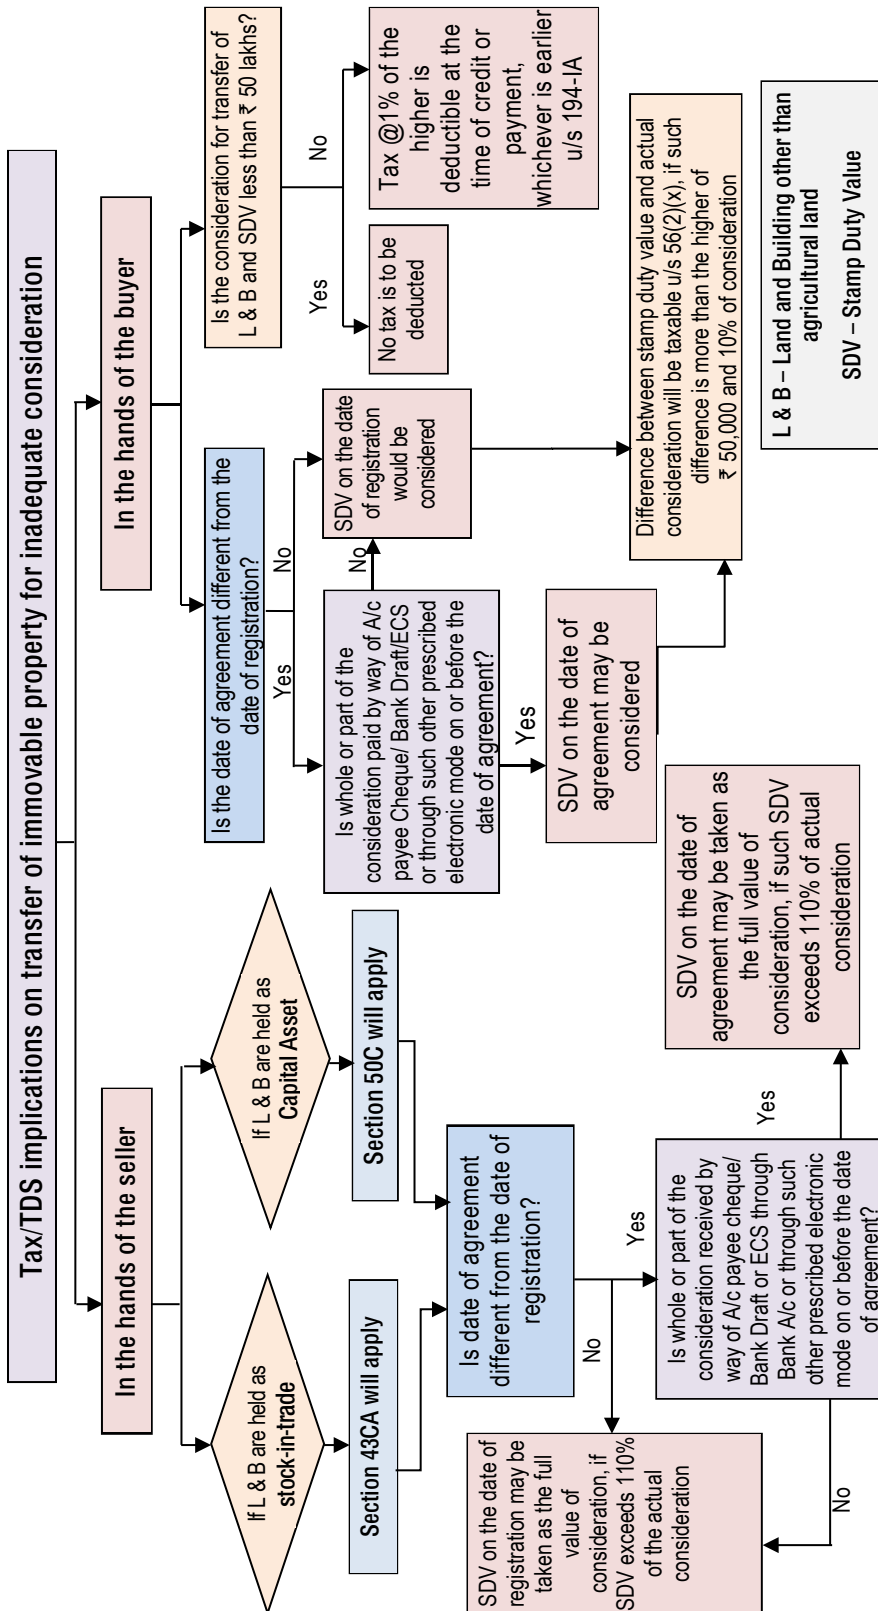 Tax/TDS implications on transfer of immovable property for inadequate consideration
In the hands of the seller
In the hands of the buyer
If L & B are held as
stock-in-trade
If L & B are held as
Capital Asset
Section 43CA will apply
Section 50C will apply
Is date of agreement
different from the date of
registration?
No
Yes
SDV on the date of
registration may be
taken as the full
value of
consideration, if
SDV exceeds 110%
of the actual
consideration
Is whole or part of the
consideration received by
way of A/c payee cheque/
Bank Draft or ECS through
Bank A/c or through such
other prescribed electronic
mode on or before the date
of agreement?
No
Yes
SDV on the date of
agreement may be taken as
the full value of
consideration, if such SDV
exceeds 110% of actual
consideration
Is the date of agreement different from the
date of registration?
Yes
No
Is whole or part of the
consideration paid by way of A/c
payee Cheque/ Bank Draft/ECS
or through such other prescribed
electronic mode on or before the
date of agreement?
No
SDV on the date
of registration
would be
considered
Yes
SDV on the date of
agreement may be
considered
Is the consideration for transfer of
L & B and SDV less than ₹ 50 lakhs?
Yes
No
No tax is to be
deducted
Tax @1% of the
higher is
deductible at the
time of credit or
payment,
whichever is earlier
u/s 194-IA
Difference between stamp duty value and actual
consideration will be taxable u/s 56(2)(x), if such
difference is more than the higher of
₹ 50,000 and 10% of consideration
L & B – Land and Building other than
agricultural land
SDV – Stamp Duty Value